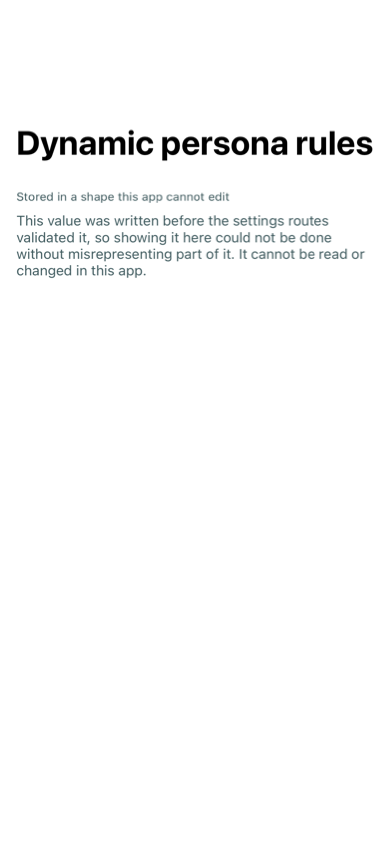 Dynamic persona rules
Stored in a shape this app cannot edit
This value was written before the settings routes
validated it, so showing it here could not be done
without misrepresenting part of it. It cannot be read or
changed in this app.